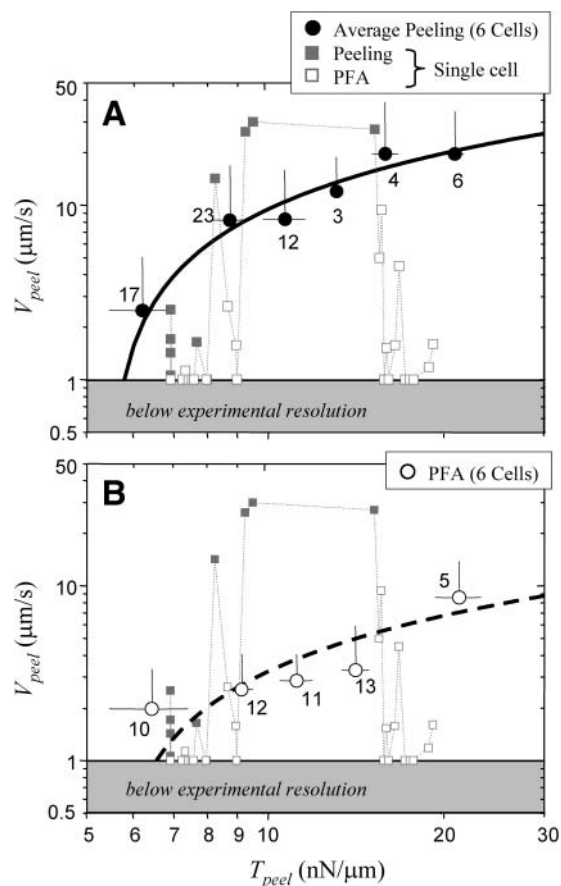 Average Peeling (6 Cells)
Peeling
PFA
Single cell
A
50
10
1
0.5
V_peel (μm/s)
17
23
12
3
4
6
below experimental resolution
B
PFA (6 Cells)
50
10
1
0.5
V_peel (μm/s)
10
12
11
13
5
below experimental resolution
5 6 7 8 9 10 20 30
T_peel (nN/μm)